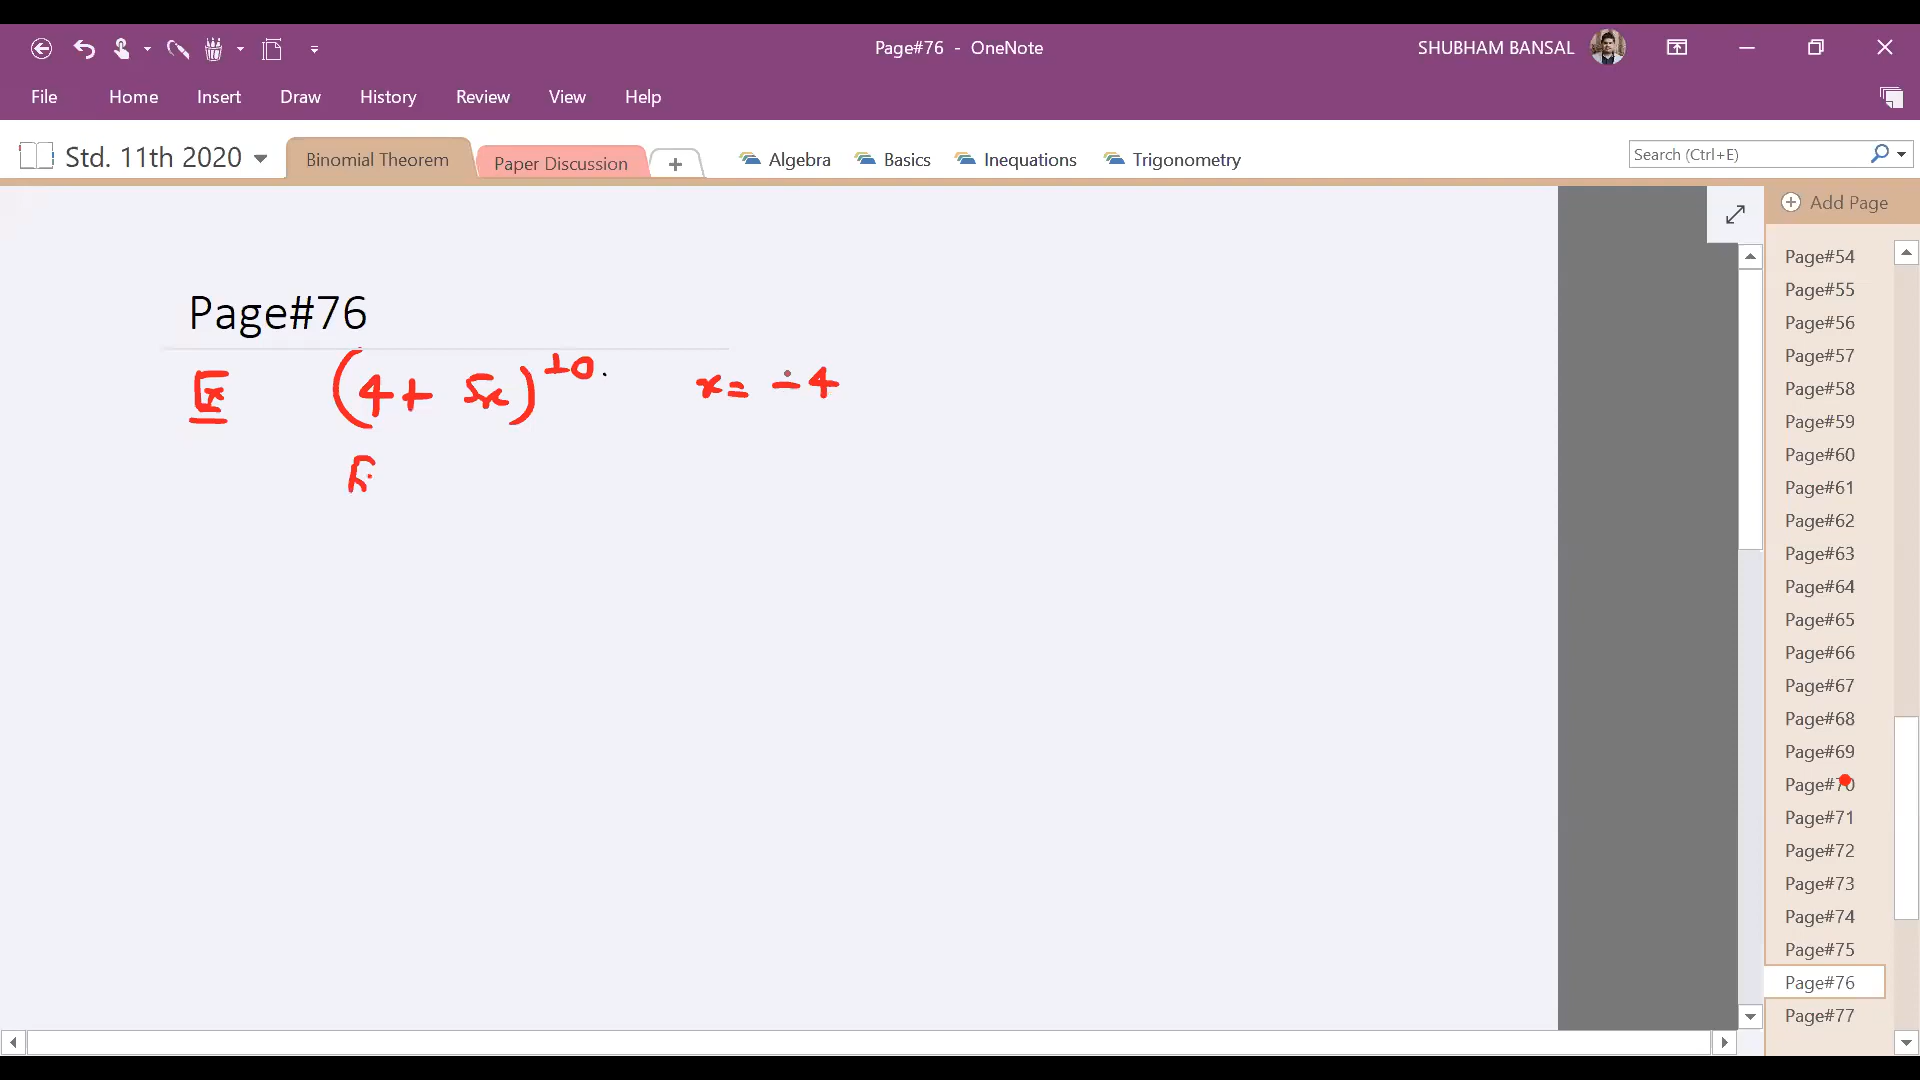 Page#76 - OneNote
SHUBHAM BANSAL
File Home Insert Draw History Review View Help
Std. 11th 2020
Binomial Theorem
Paper Discussion
+
Algebra
Basics
Inequations
Trigonometry
Search (Ctrl+E)
Page#76
Ex (4 + 5x)^10. x = -4
Add Page
Page#54
Page#55
Page#56
Page#57
Page#58
Page#59
Page#60
Page#61
Page#62
Page#63
Page#64
Page#65
Page#66
Page#67
Page#68
Page#69
Page#70
Page#71
Page#72
Page#73
Page#74
Page#75
Page#76
Page#77